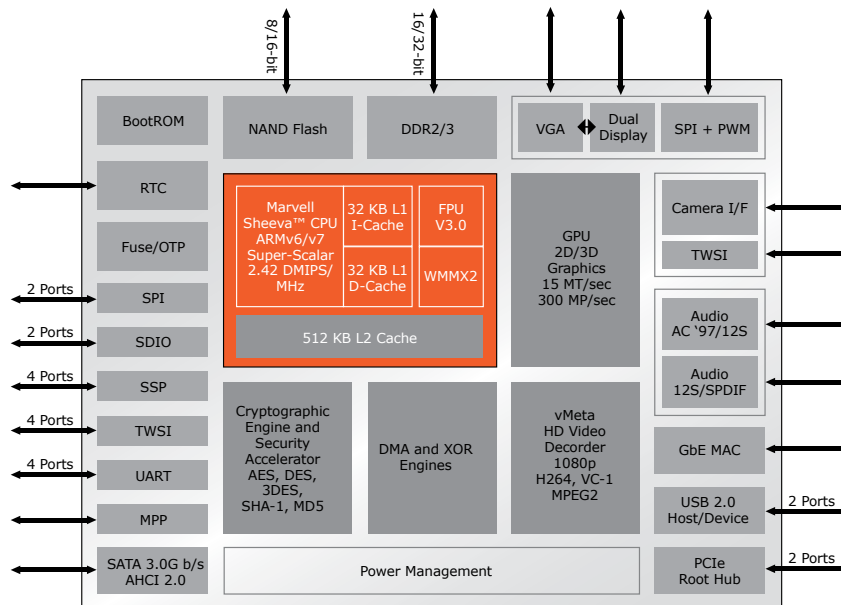 8/16-bit
16/32-bit
BootROM
NAND Flash
DDR2/3
VGA
Dual
Display
SPI + PWM
RTC
Fuse/OTP
2 Ports
SPI
2 Ports
SDIO
4 Ports
SSP
4 Ports
TWSI
4 Ports
UART
MPP
SATA 3.0G b/s
AHCI 2.0
Marvell
Sheeva™ CPU
ARMv6/v7
Super-Scalar
2.42 DMIPS/
MHz
32 KB L1
I-Cache
32 KB L1
D-Cache
FPU
V3.0
WMMX2
512 KB L2 Cache
GPU
2D/3D
Graphics
15 MT/sec
300 MP/sec
Camera I/F
TWSI
Audio
AC ‘97/12S
Audio
12S/SPDIF
Cryptographic
Engine and
Security
Accelerator
AES, DES,
3DES,
SHA-1, MD5
DMA and XOR
Engines
vMeta
HD Video
Decorder
1080p
H264, VC-1
MPEG2
GbE MAC
USB 2.0
Host/Device
2 Ports
PCIe
Root Hub
2 Ports
Power Management